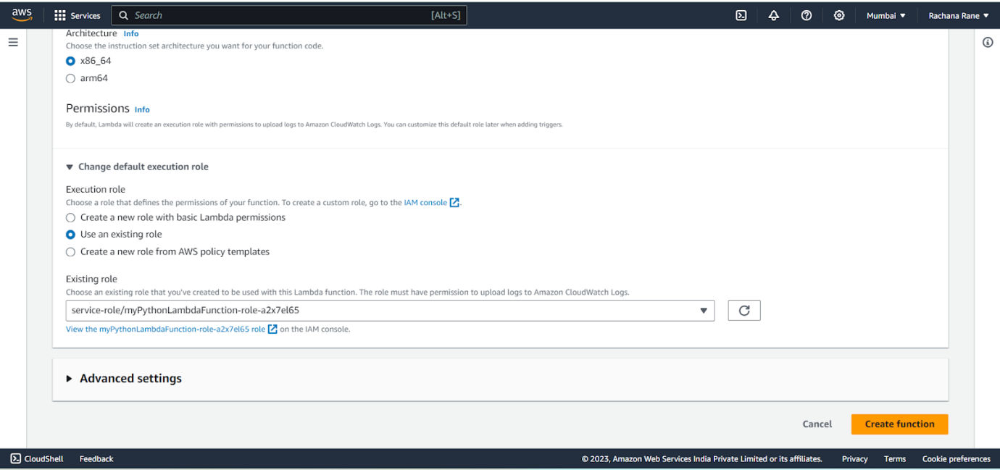 aws Services Search [Alt+S] Mumbai Rachana Rane
Architecture Info
Choose the instruction set architecture you want for your function code.
x86_64
arm64
Permissions Info
By default, Lambda will create an execution role with permissions to upload logs to Amazon CloudWatch Logs. You can customize this default role later when adding triggers.
Change default execution role
Execution role
Choose a role that defines the permissions of your function. To create a custom role, go to the IAM console.
Create a new role with basic Lambda permissions
Use an existing role
Create a new role from AWS policy templates
Existing role
Choose an existing role that you've created to be used with this Lambda function. The role must have permission to upload logs to Amazon CloudWatch Logs.
service-role/myPythonLambdaFunction-role-a2x7el65
View the myPythonLambdaFunction-role-a2x7el65 role on the IAM console.
Advanced settings
Cancel Create function
CloudShell Feedback © 2023, Amazon Web Services India Private Limited or its affiliates. Privacy Terms Cookie preferences